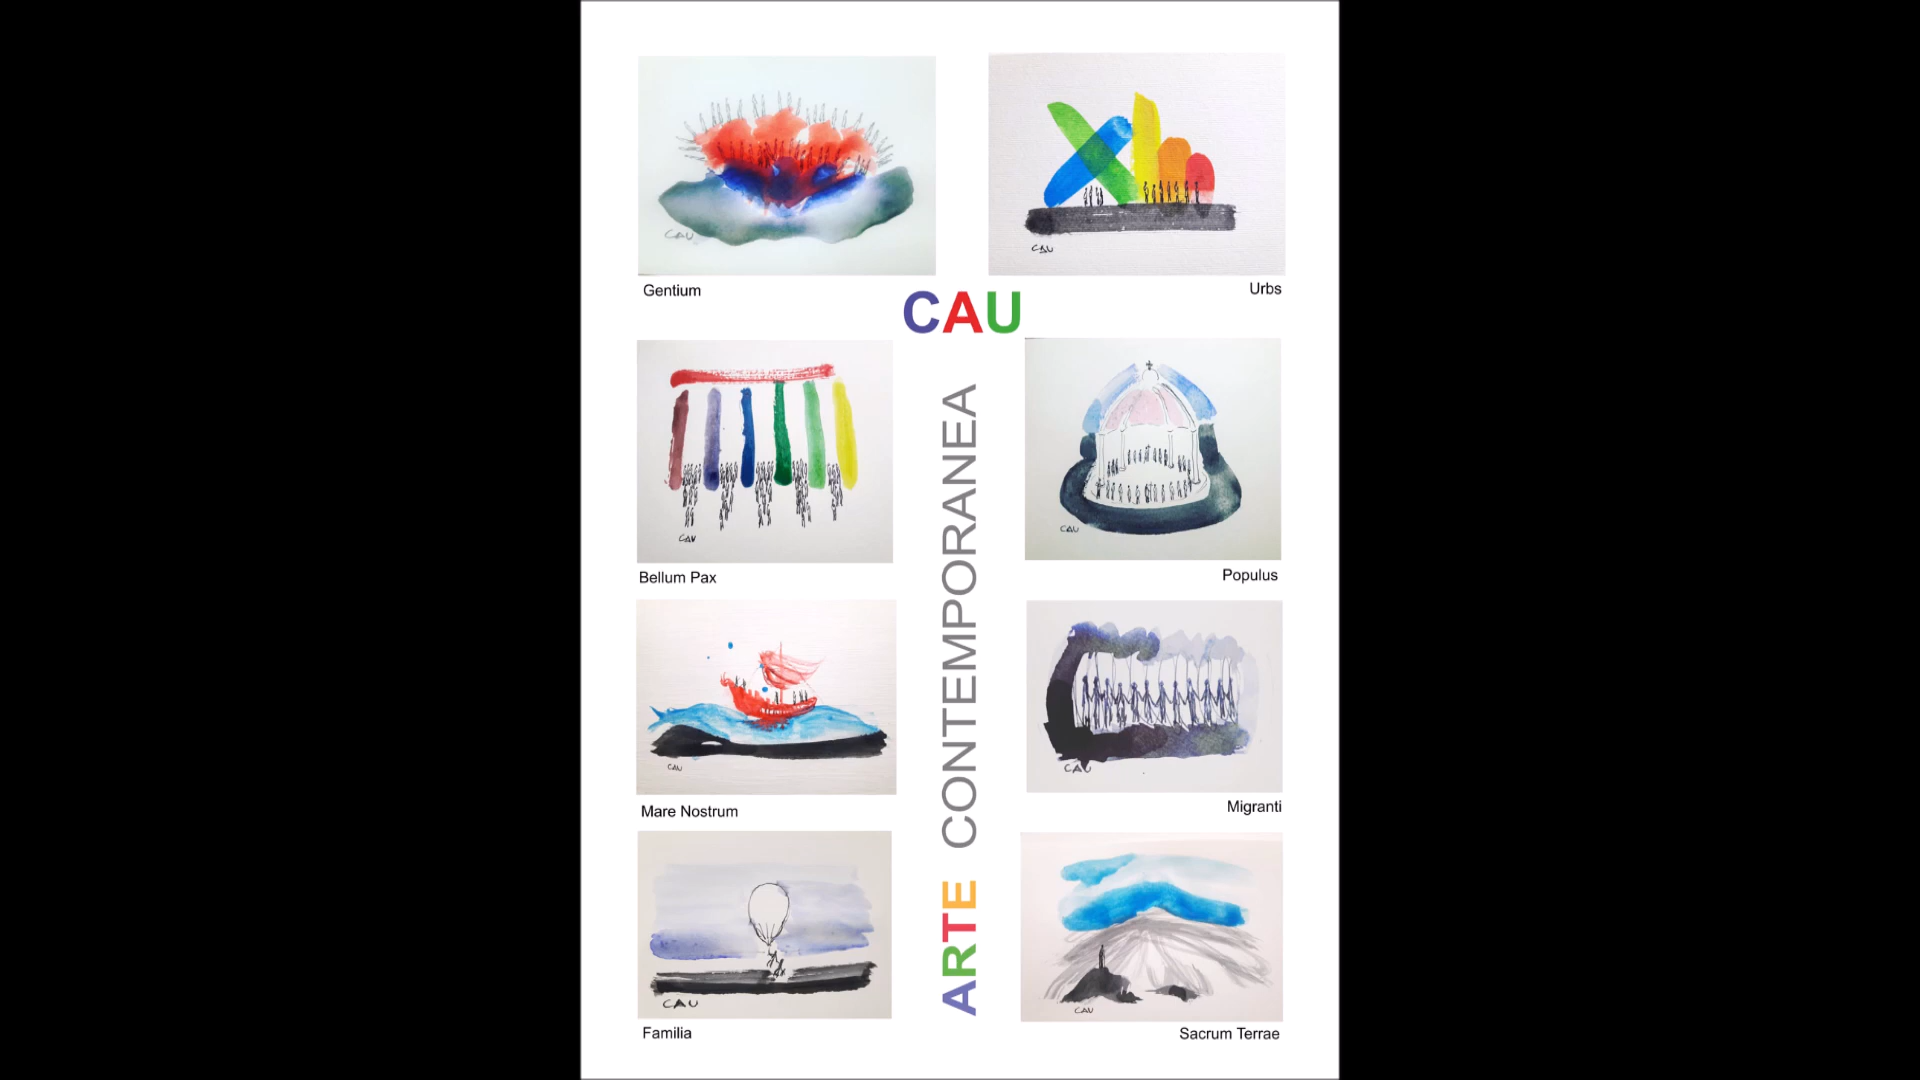 CAU
Gentium
CAU
Urbs
CAU
CAU
Bellum Pax
CAU
Populus
CAU
Mare Nostrum
CAU
Migranti
CAU
Familia
CAU
Sacrum Terrae
CAU
ARTE CONTEMPORANEA